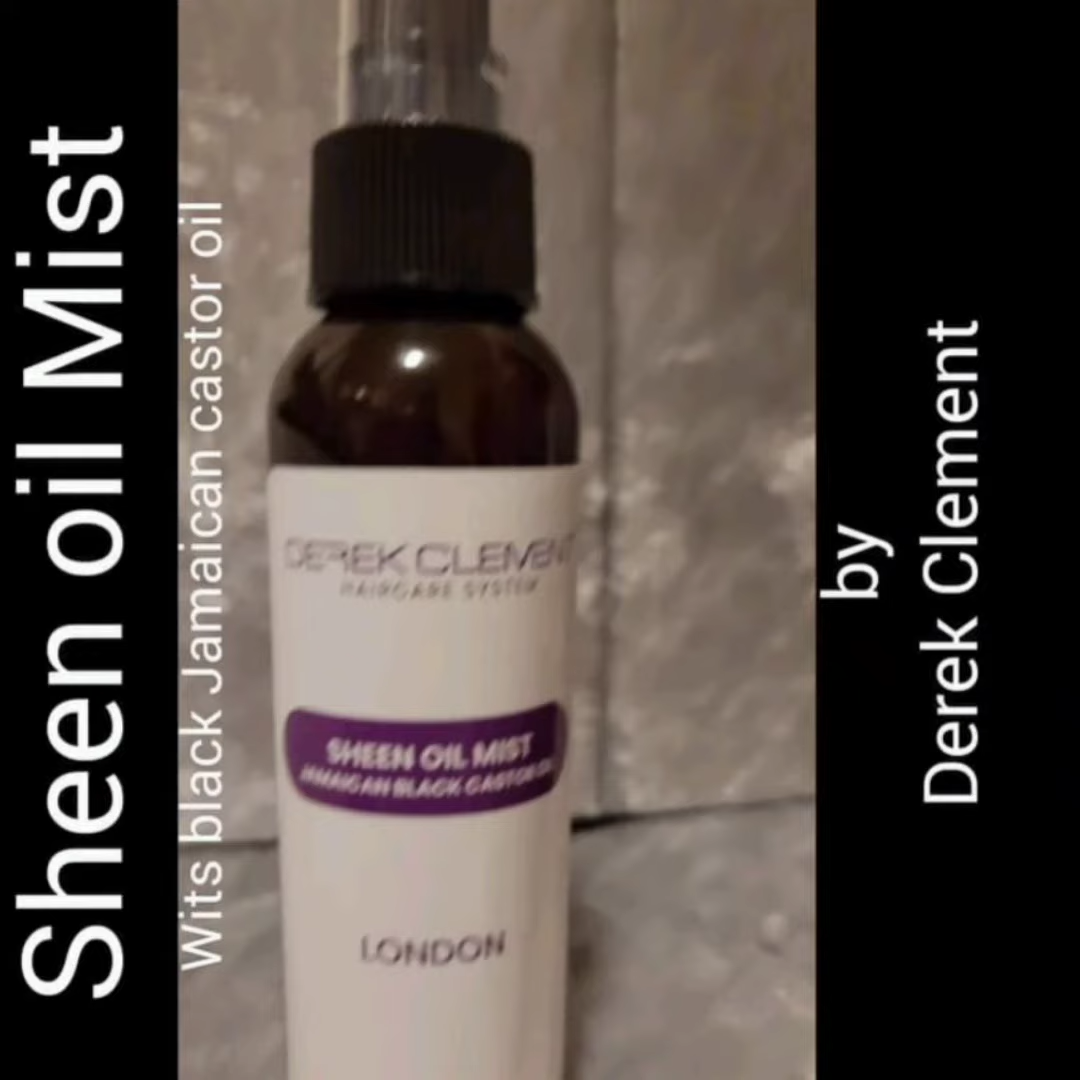 Sheen oil Mist
Wits black Jamaican castor oil
DEREK CLEMENT
HAIRCARE SYSTEM
SHEEN OIL MIST
JAMAICAN BLACK CASTOR OIL
LONDON
by
Derek Clement